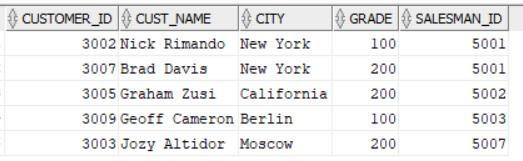 CUSTOMER_ID CUST_NAME CITY GRADE SALESMAN_ID
3002 Nick Rimando New York 100 5001
3007 Brad Davis New York 200 5001
3005 Graham Zusi California 200 5002
3009 Geoff Cameron Berlin 100 5003
3003 Jozy Altidor Moscow 200 5007